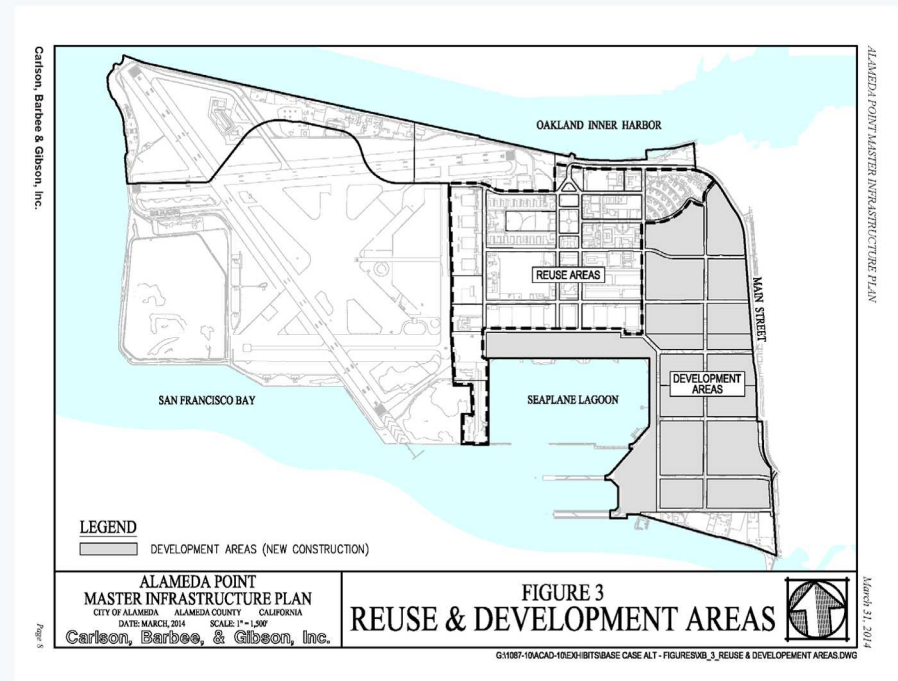 ALAMEDA POINT MASTER INFRASTRUCTURE PLAN
Carlson, Barbee & Gibson, Inc.
OAKLAND INNER HARBOR
REUSE AREAS
MAIN STREET
DEVELOPMENT
AREAS
SAN FRANCISCO BAY
SEAPLANE LAGOON
LEGEND
DEVELOPMENT AREAS (NEW CONSTRUCTION)
ALAMEDA POINT
MASTER INFRASTRUCTURE PLAN
CITY OF ALAMEDA ALAMEDA COUNTY CALIFORNIA
DATE: MARCH, 2014 SCALE: 1" = 1,500'
Carlson, Barbee, & Gibson, Inc.
FIGURE 3
REUSE & DEVELOPMENT AREAS
G:\1087-10\ACAD-10\EXHIBITS\BASE CASE ALT - FIGURES\XB_3_REUSE & DEVELOPEMENT AREAS.DWG
Page 8
March 31, 2014